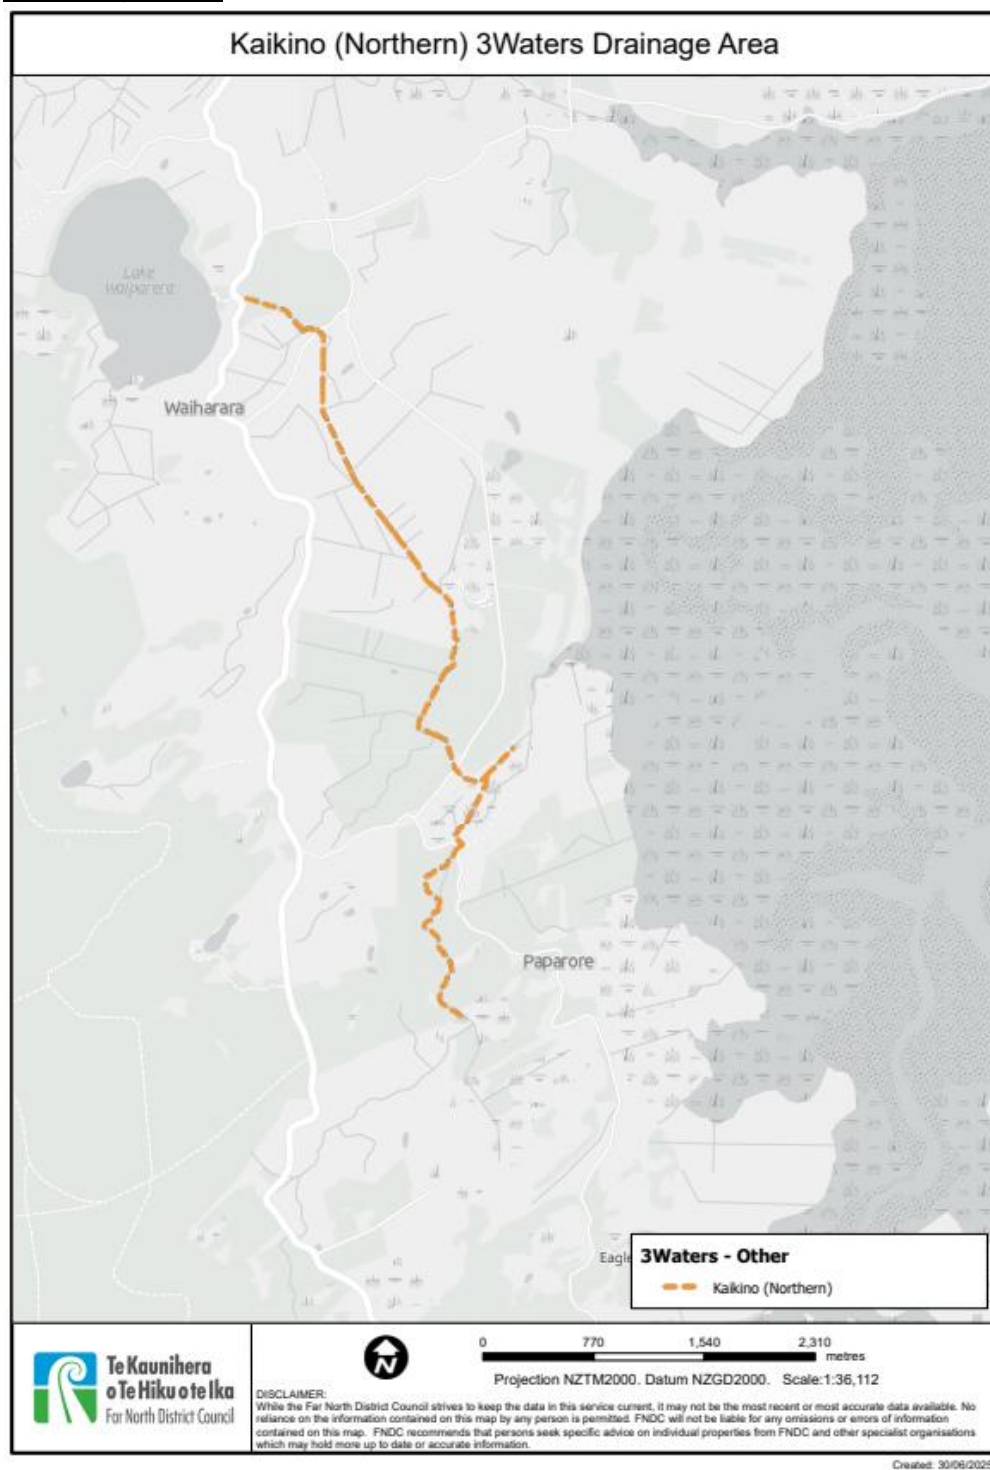 Kaikino (Northern) 3Waters Drainage Area
Lake
Waiparera
Waiharara
Paparore
Eagle
3Waters - Other
Kaikino (Northern)
Te Kaunihera
o Te Hiku o te Ika
Far North District Council
N
0 770 1,540 2,310
metres
Projection NZTM2000. Datum NZGD2000. Scale:1:36,112
DISCLAIMER:
While the Far North District Council strives to keep the data in this service current, it may not be the most recent or most accurate data available. No
reliance on the information contained on this map by any person is permitted. FNDC will not be liable for any omissions or errors of information
contained on this map. FNDC recommends that persons seek specific advice on individual properties from FNDC and other specialist organisations
which may hold more up to date or accurate information.
Created: 30/06/2025